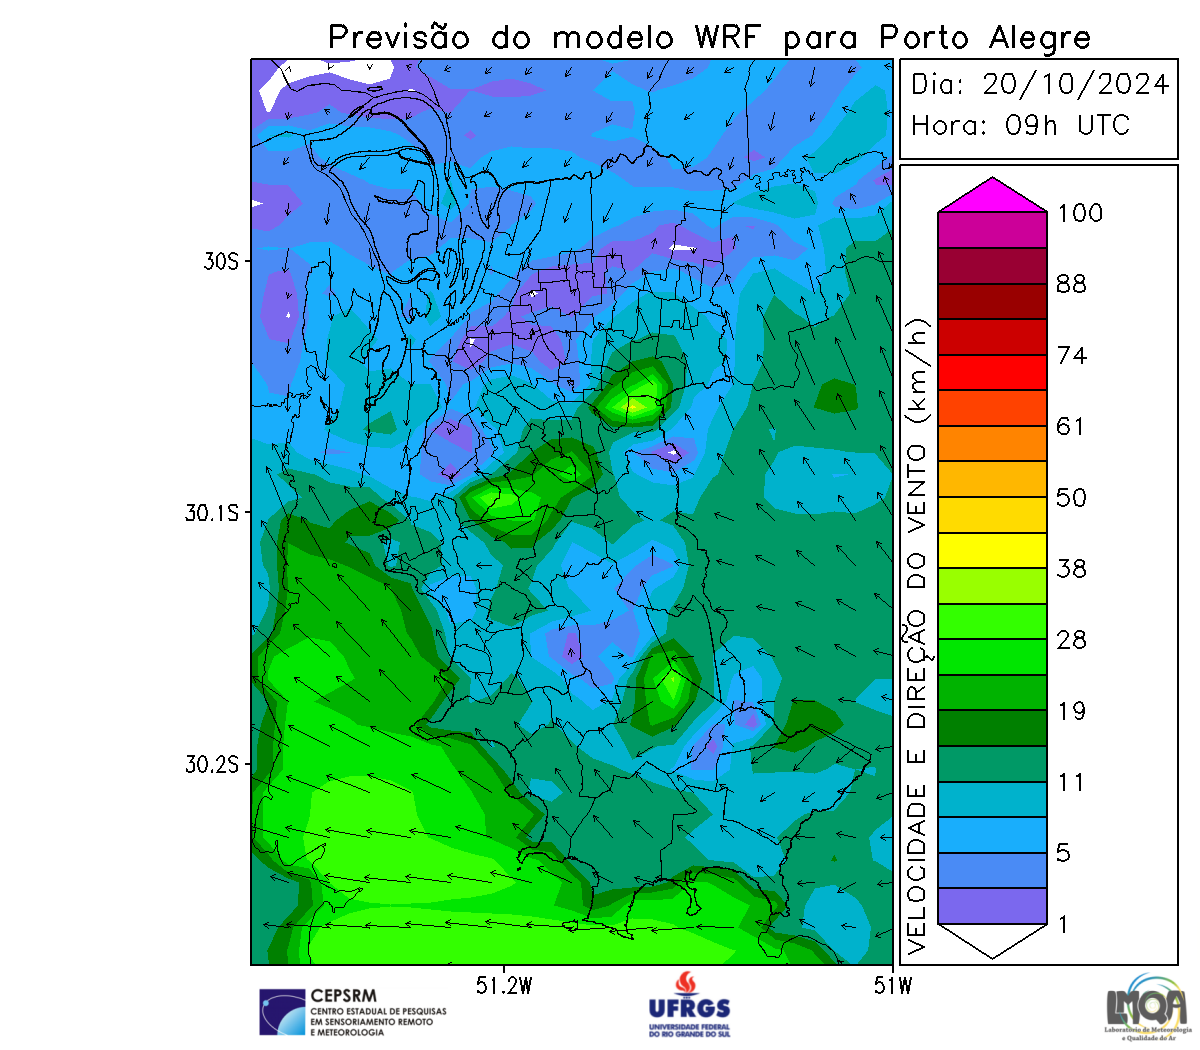 Previsão do modelo WRF para Porto Alegre
Dia: 20/10/2024
Hora: 09h UTC
100
88
74
61
50
38
28
19
11
5
1
VELOCIDADE E DIREÇÃO DO VENTO (km/h)
30S
30.1S
30.2S
51.2W
51W
CEPSRM
CENTRO ESTADUAL DE PESQUISAS
EM SENSORIAMENTO REMOTO
E METEOROLOGIA
UFRGS
UNIVERSIDADE FEDERAL
DO RIO GRANDE DO SUL
LMQA
Laboratório de Meteorologia
e Qualidade do Ar